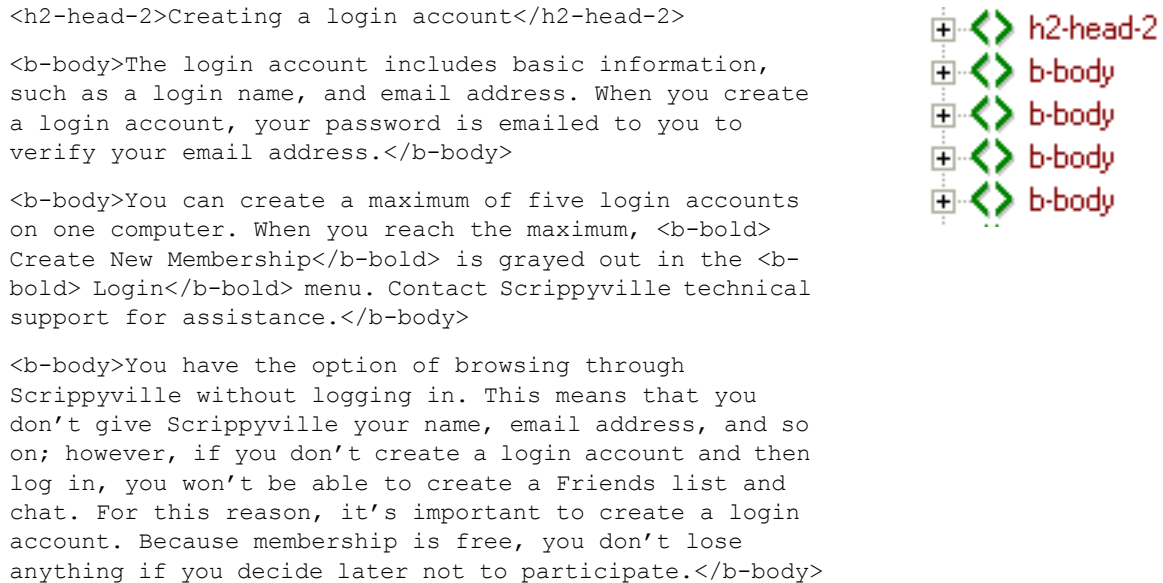 <h2-head-2>Creating a login account</h2-head-2>
<b-body>The login account includes basic information,
such as a login name, and email address. When you create
a login account, your password is emailed to you to
verify your email address.</b-body>
<b-body>You can create a maximum of five login accounts
on one computer. When you reach the maximum, <b-bold>
Create New Membership</b-bold> is grayed out in the <b-
bold> Login</b-bold> menu. Contact Scrippyville technical
support for assistance.</b-body>
<b-body>You have the option of browsing through
Scrippyville without logging in. This means that you
don’t give Scrippyville your name, email address, and so
on; however, if you don’t create a login account and then
log in, you won’t be able to create a Friends list and
chat. For this reason, it’s important to create a login
account. Because membership is free, you don’t lose
anything if you decide later not to participate.</b-body>
h2-head-2
b-body
b-body
b-body
b-body